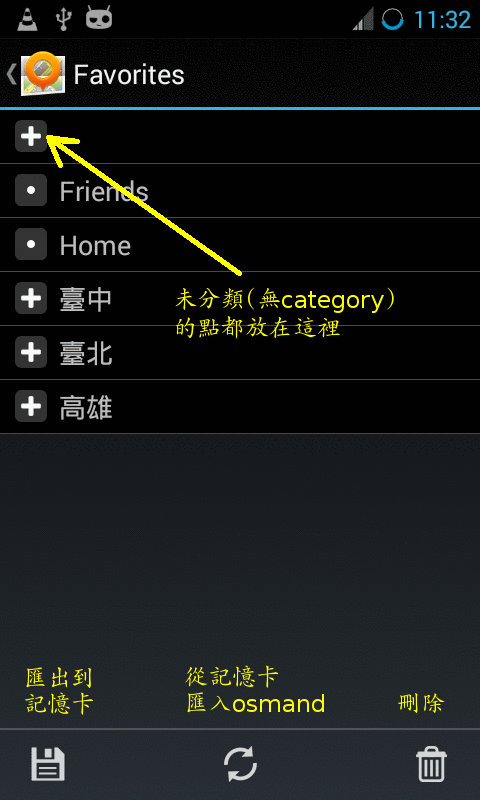 11:32
Favorites
Friends
Home
臺中
未分類(無category)
的點都放在這裡
臺北
高雄
匯出到
記憶卡
從記憶卡
匯入osmand
刪除